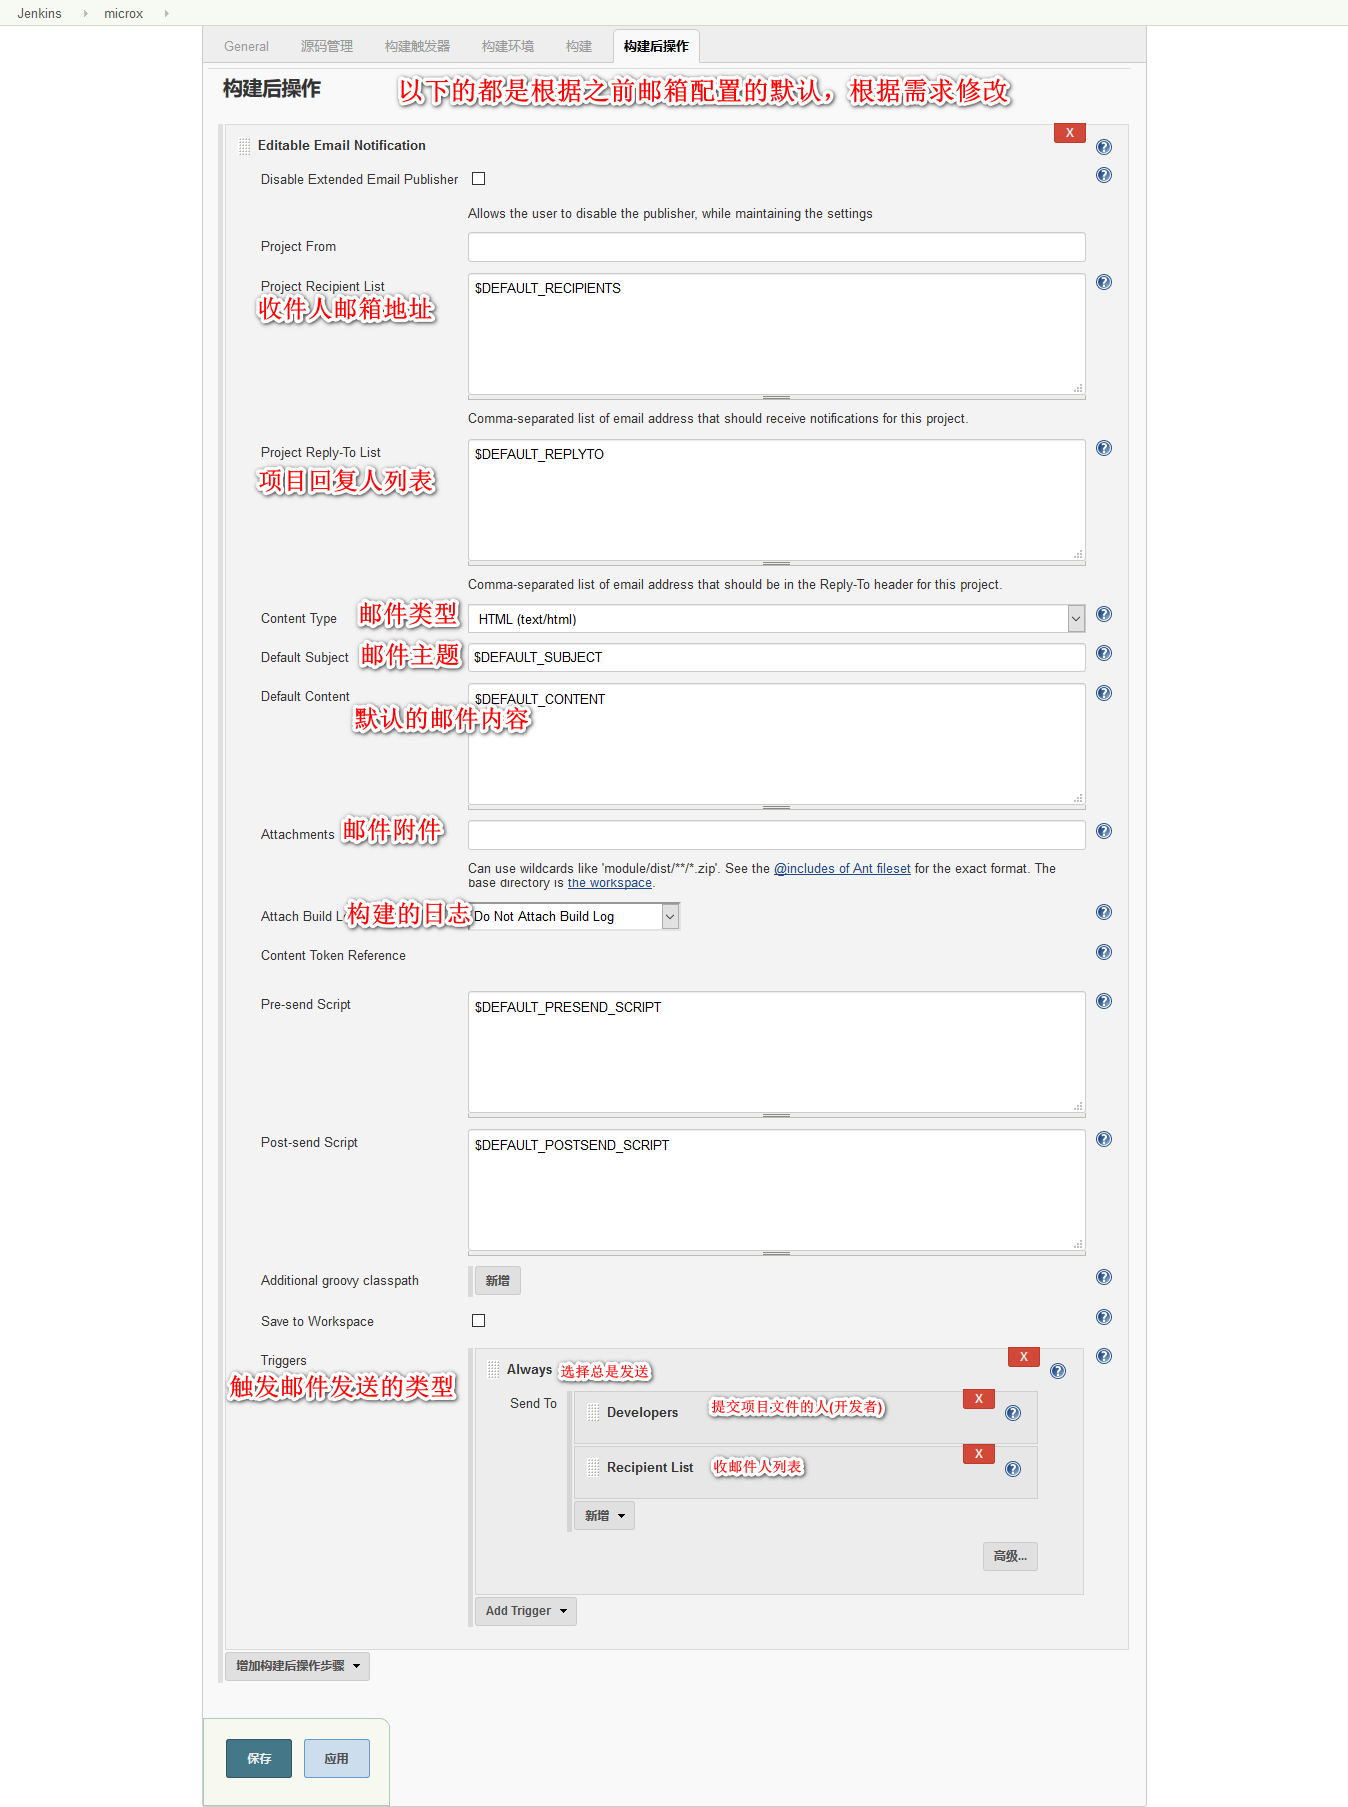 Jenkins microx
General 源码管理 构建触发器 构建环境 构建 构建后操作
构建后操作 以下的都是根据之前邮箱配置的默认，根据需求修改
X
Editable Email Notification
Disable Extended Email Publisher
Allows the user to disable the publisher, while maintaining the settings
Project From
Project Recipient List $DEFAULT_RECIPIENTS
收件人邮箱地址
Comma-separated list of email address that should receive notifications for this project.
Project Reply-To List $DEFAULT_REPLYTO
项目回复人列表
Comma-separated list of email address that should be in the Reply-To header for this project.
Content Type 邮件类型 HTML (text/html)
Default Subject 邮件主题 $DEFAULT_SUBJECT
Default Content $DEFAULT_CONTENT
默认的邮件内容
Attachments 邮件附件
Can use wildcards like 'module/dist/**/*.zip'. See the @includes of Ant fileset for the exact format. The
base directory is the workspace.
Attach Build 构建的日志 Do Not Attach Build Log
Content Token Reference
Pre-send Script $DEFAULT_PRESEND_SCRIPT
Post-send Script $DEFAULT_POSTSEND_SCRIPT
Additional groovy classpath 新增
Save to Workspace
Triggers
触发邮件发送的类型
X
Always 选择总是发送
Send To
X
Developers 提交项目文件的人(开发者)
X
Recipient List 收邮件人列表
新增
高级...
Add Trigger
增加构建后操作步骤
保存 应用